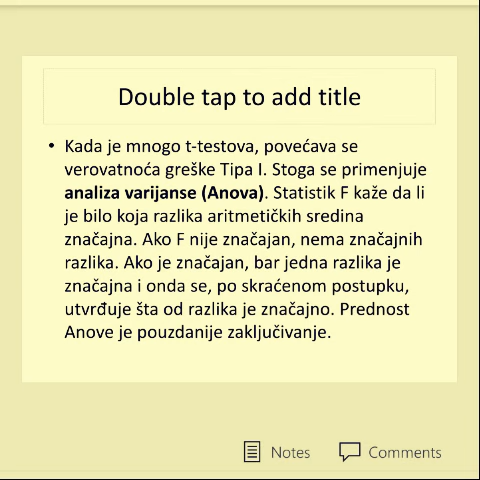 Double tap to add title
• Kada je mnogo t-testova, povećava se
verovatnoća greške Tipa I. Stoga se primenjuje
analiza varijanse (Anova). Statistik F kaže da li
je bilo koja razlika aritmetičkih sredina
značajna. Ako F nije značajan, nema značajnih
razlika. Ako je značajan, bar jedna razlika je
značajna i onda se, po skraćenom postupku,
utvrđuje šta od razlika je značajno. Prednost
Anove je pouzdanije zaključivanje.
Notes
Comments